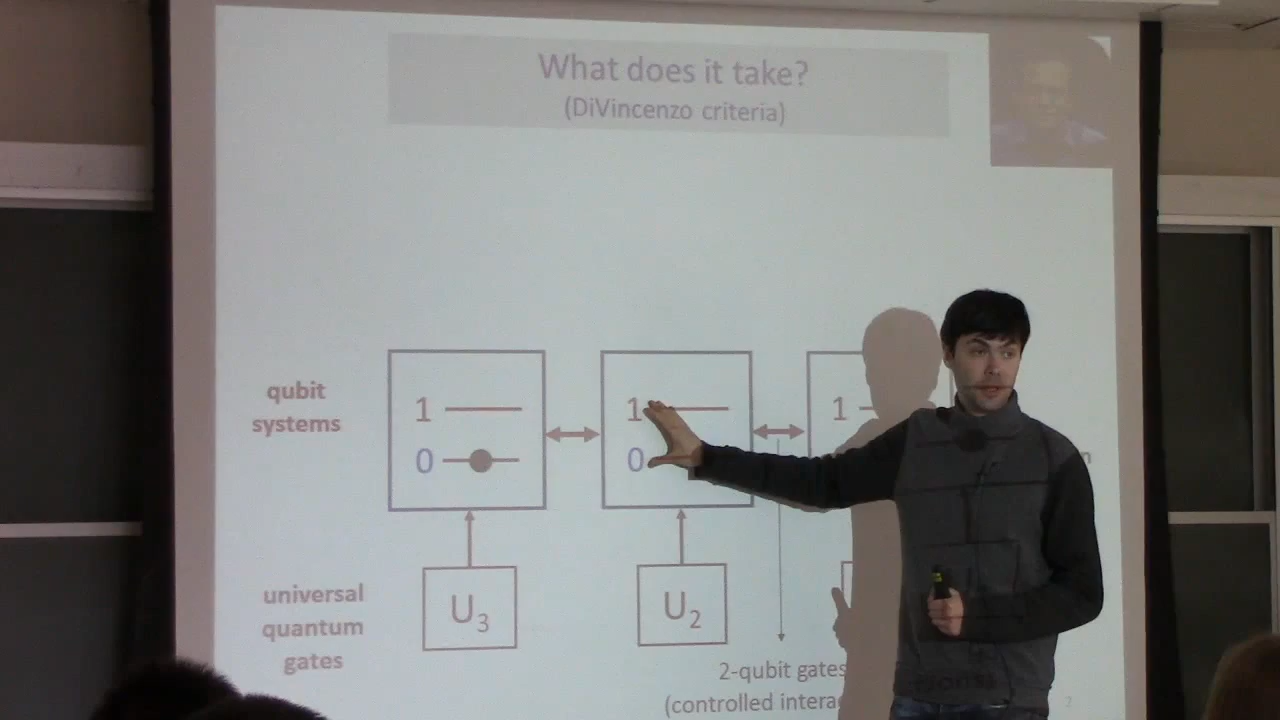 What does it take?
(DiVincenzo criteria)
qubit
systems
1
0
1
0
1
universal
quantum
gates
U3
U2
2-qubit gates
(controlled
2